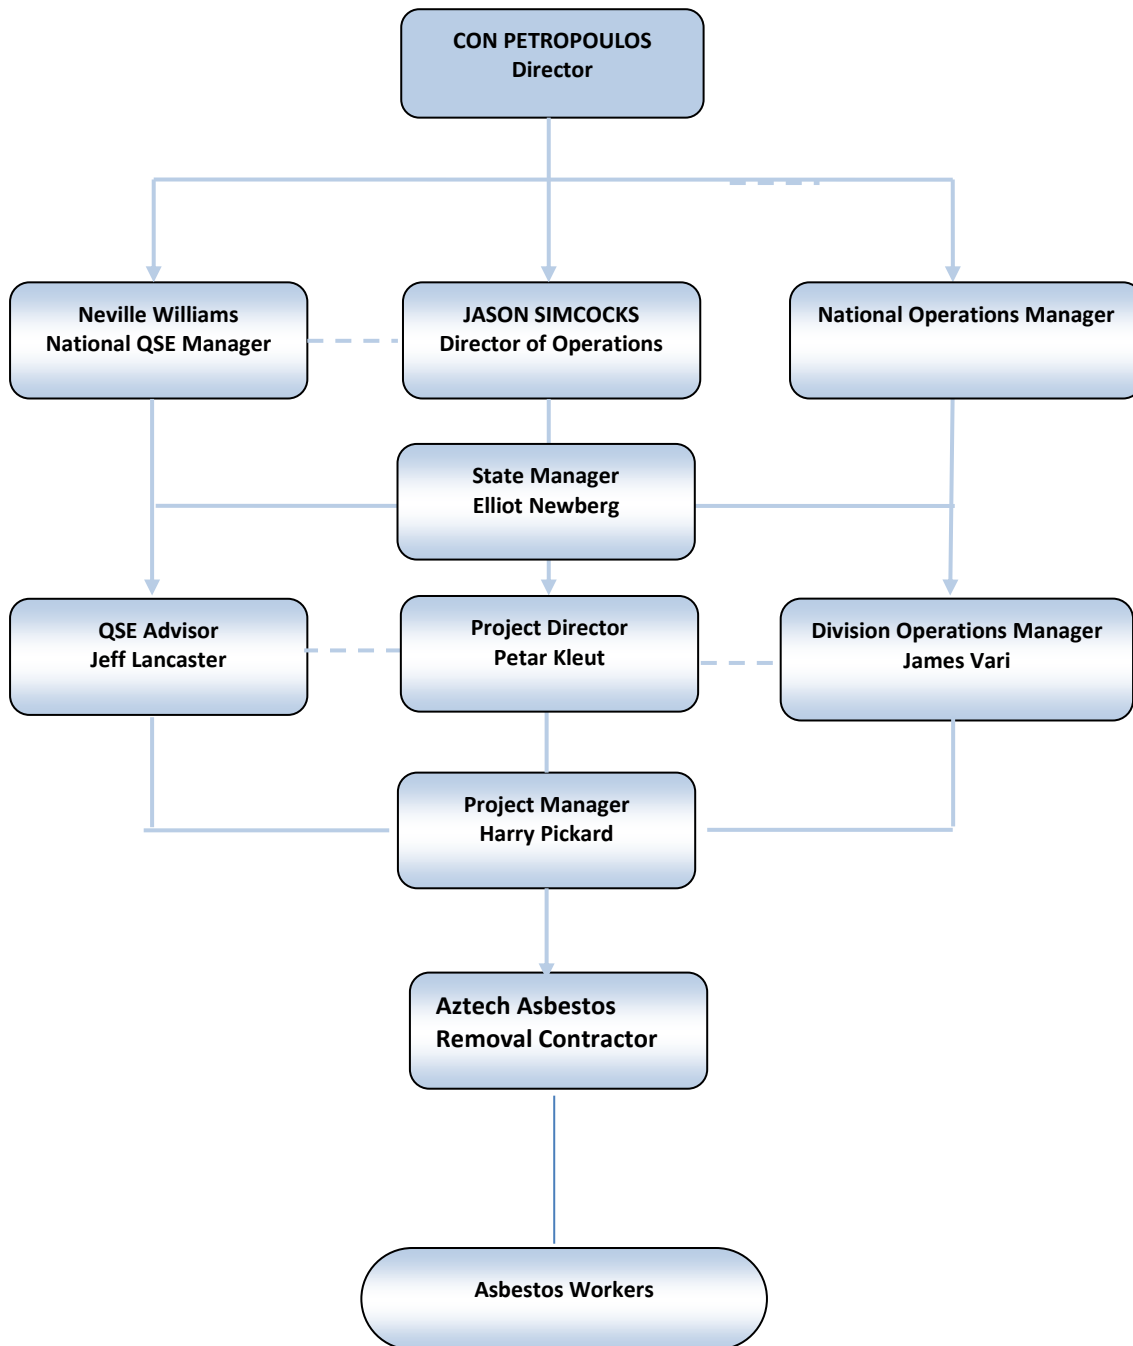 CON PETROPOULOS
Director
Neville Williams
National QSE Manager
JASON SIMCOCKS
Director of Operations
National Operations Manager
State Manager
Elliot Newberg
QSE Advisor
Jeff Lancaster
Project Director
Petar Kleut
Division Operations Manager
James Vari
Project Manager
Harry Pickard
Aztech Asbestos
Removal Contractor
Asbestos Workers